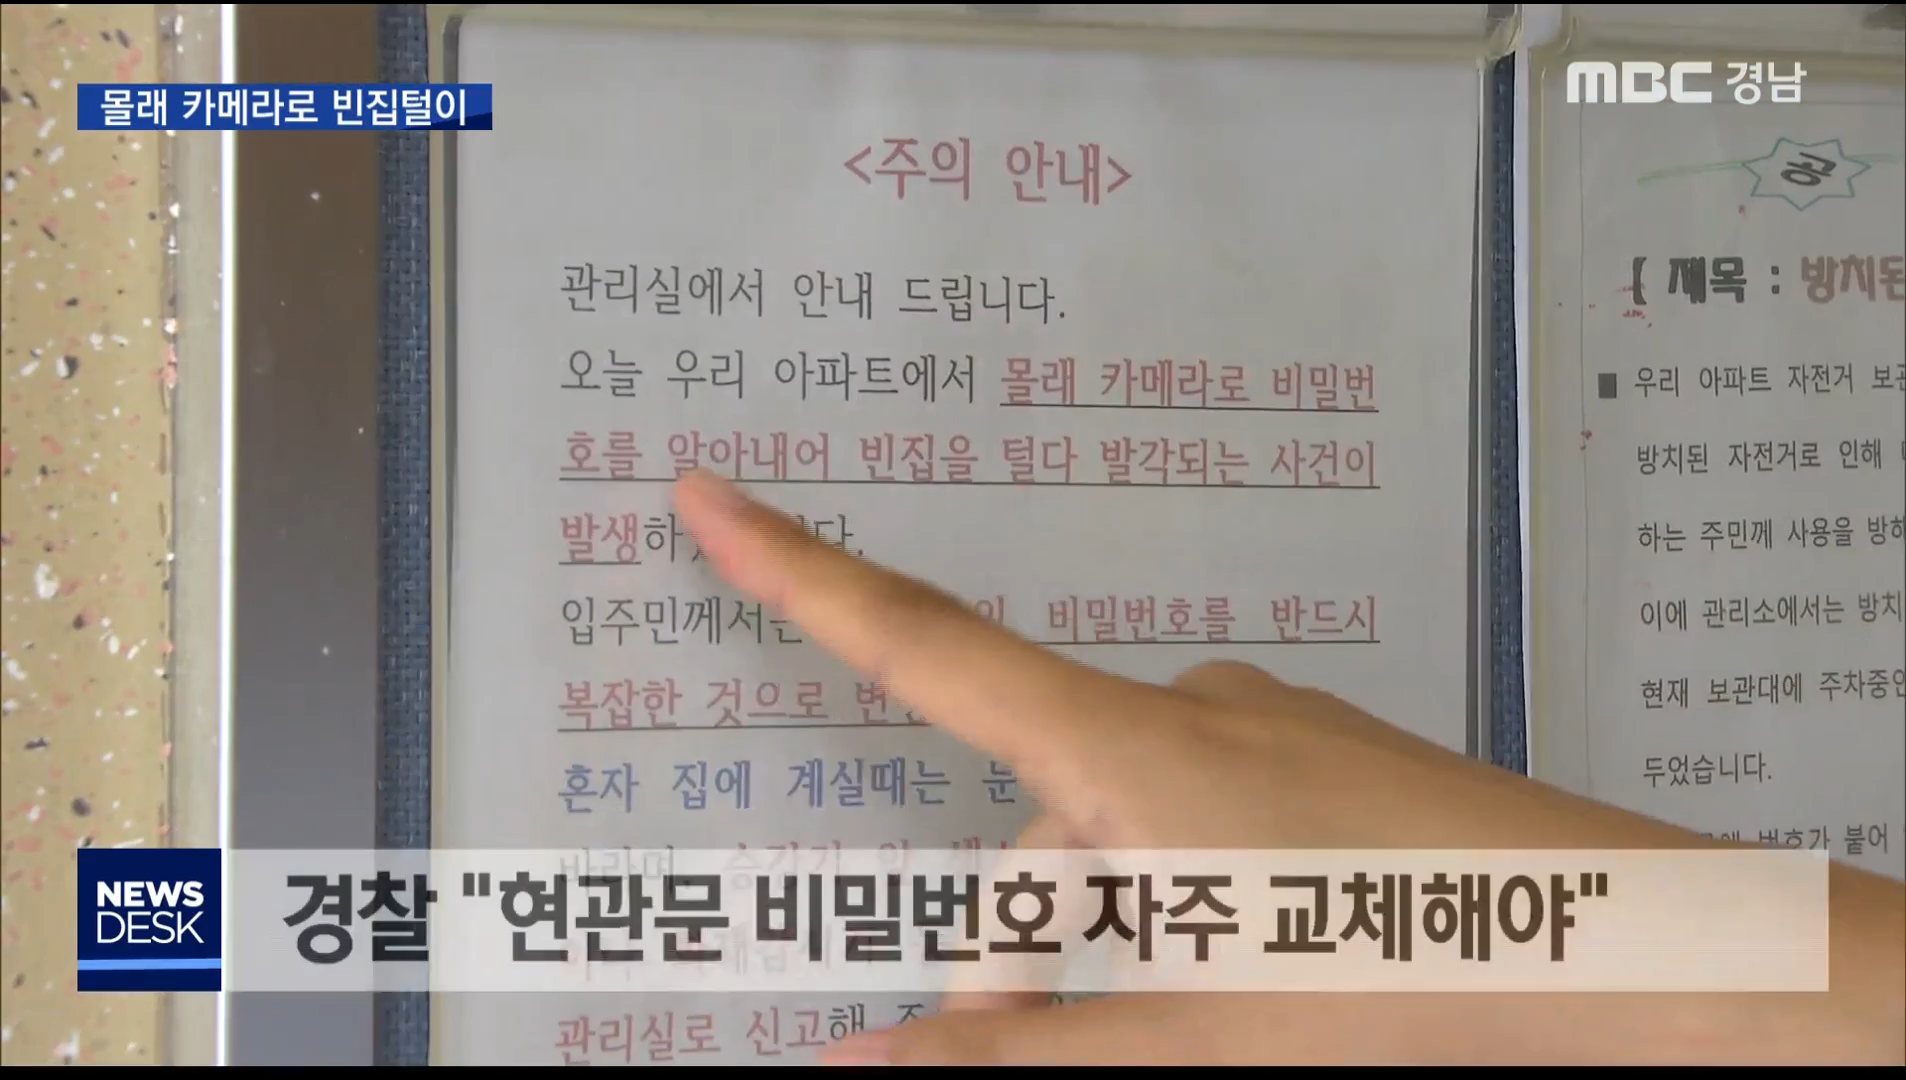 몰래 카메라로 빈집털이
MBC 경남
<주의 안내>
관리실에서 안내 드립니다.
오늘 우리 아파트에서 몰래 카메라로 비밀번
호를 알아내어 빈집을 털다 발각되는 사건이
발생하
입주민께서는 비밀번호를 반드시
복잡한 것으로
혼자 집에 계실때는
관리실로 신고해
공
【 제목 : 방치된
■ 우리 아파트 자전거
방치된 자전거로 인해
하는 주민께 사용을
이에 관리소에서는 방치
현재 보관대에 주차중인
두었습니다.
번호가 붙어
NEWS
DESK
경찰 "현관문 비밀번호 자주 교체해야"